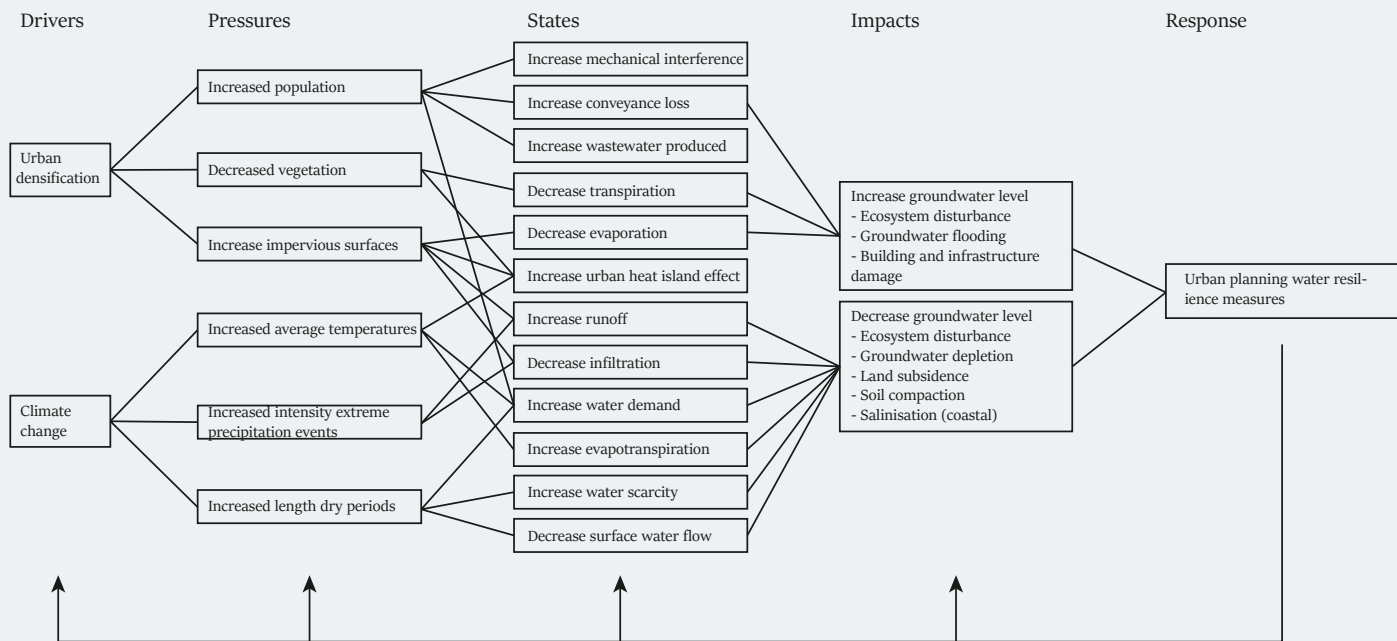 Drivers
Pressures
States
Impacts
Response
Urban
densification
Climate
change
Increased population
Decreased vegetation
Increase impervious surfaces
Increased average temperatures
Increased intensity extreme
precipitation events
Increased length dry periods
Increase mechanical interference
Increase conveyance loss
Increase wastewater produced
Decrease transpiration
Decrease evaporation
Increase urban heat island effect
Increase runoff
Decrease infiltration
Increase water demand
Increase evapotranspiration
Increase water scarcity
Decrease surface water flow
Increase groundwater level
- Ecosystem disturbance
- Groundwater flooding
- Building and infrastructure
damage
Decrease groundwater level
- Ecosystem disturbance
- Groundwater depletion
- Land subsidence
- Soil compaction
- Salinisation (coastal)
Urban planning water resil-
ience measures